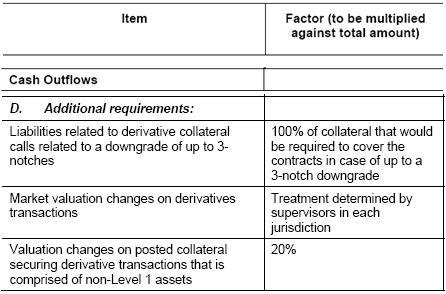 Item
Factor (to be multiplied
against total amount)
Cash Outflows
D. Additional requirements:
Liabilities related to derivative collateral
calls related to a downgrade of up to 3-
notches
100% of collateral that would
be required to cover the
contracts in case of up to a
3-notch downgrade
Market valuation changes on derivatives
transactions
Treatment determined by
supervisors in each
jurisdiction
Valuation changes on posted collateral
securing derivative transactions that is
comprised of non-Level 1 assets
20%